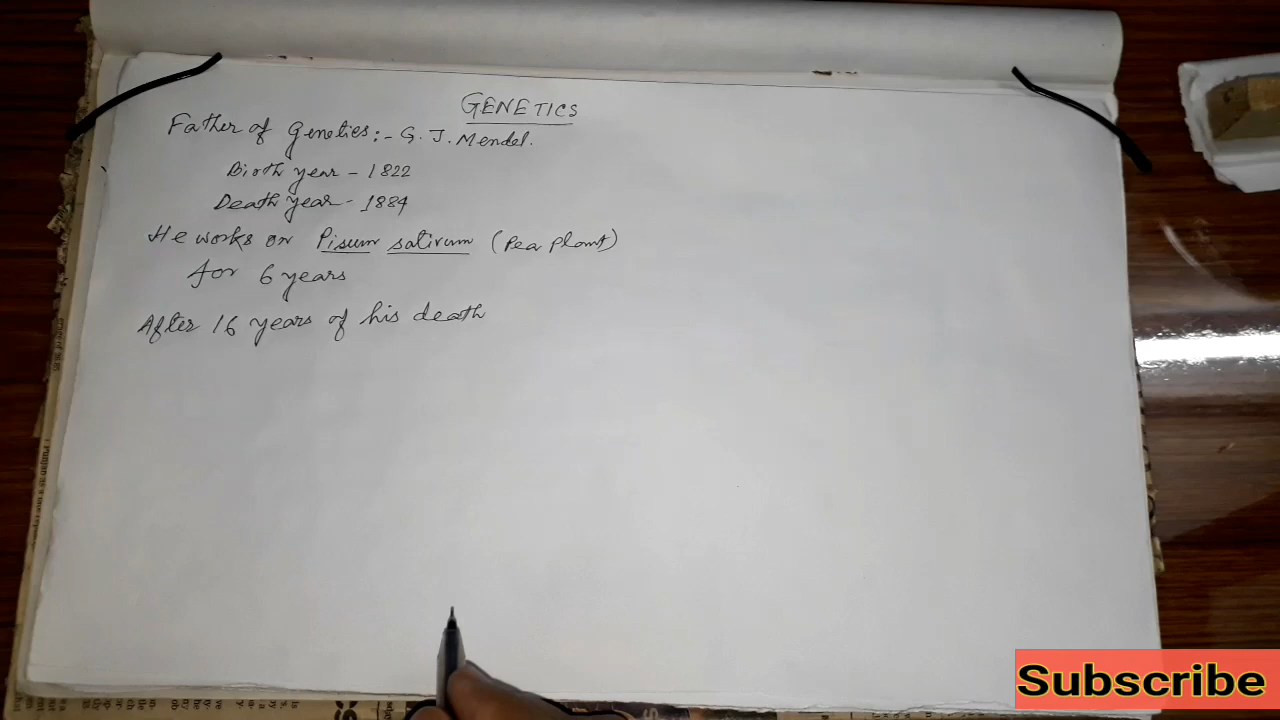 GENETICS
Father of Genetics:- G. J. Mendel.
Birth year - 1822
Death year - 1884
He works on Pisum sativum (Pea plant)
for 6 years
After 16 years of his death
Subscribe